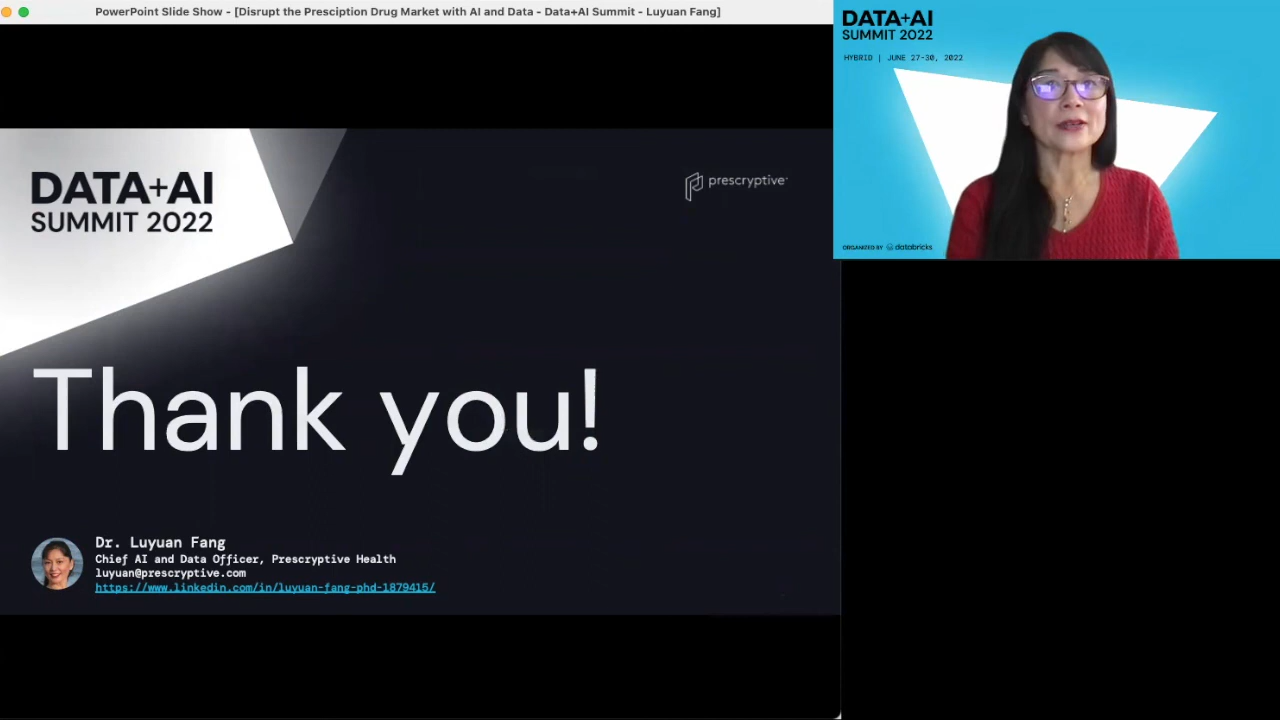 PowerPoint Slide Show - [Disrupt the Presciption Drug Market with AI and Data - Data+AI Summit - Luyuan Fang]
DATA+AI
SUMMIT 2022
HYBRID | JUNE 27-30, 2022
ORGANIZED BY databricks
DATA+AI
SUMMIT 2022
prescryptive
Thank you!
Dr. Luyuan Fang
Chief AI and Data Officer, Prescryptive Health
luyuan@prescryptive.com
https://www.linkedin.com/in/luyuan-fang-phd-1879415/